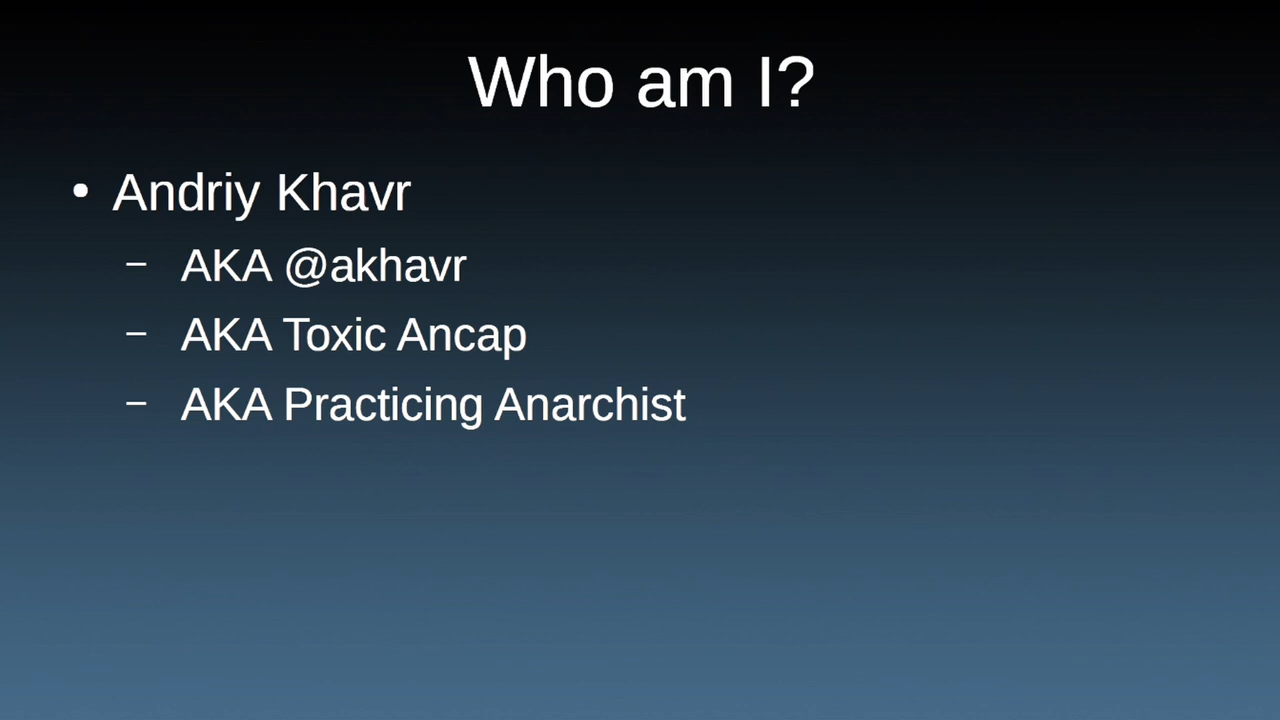 Who am I?
• Andriy Khavr
– AKA @akhavr
– AKA Toxic Ancap
– AKA Practicing Anarchist